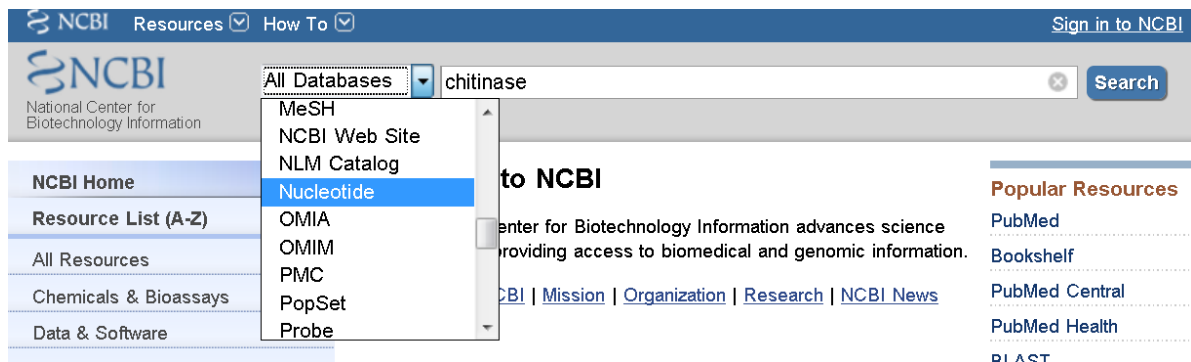 NCBI Resources How To Sign in to NCBI
NCBI
National Center for
Biotechnology Information
All Databases chitinase Search
MeSH
NCBI Web Site
NLM Catalog
Nucleotide
OMIA
OMIM
PMC
PopSet
Probe
NCBI Home
Resource List (A-Z)
All Resources
Chemicals & Bioassays
Data & Software
to NCBI
enter for Biotechnology Information advances science
roviding access to biomedical and genomic information.
CBI | Mission | Organization | Research | NCBI News
Popular Resources
PubMed
Bookshelf
PubMed Central
PubMed Health
BLAST